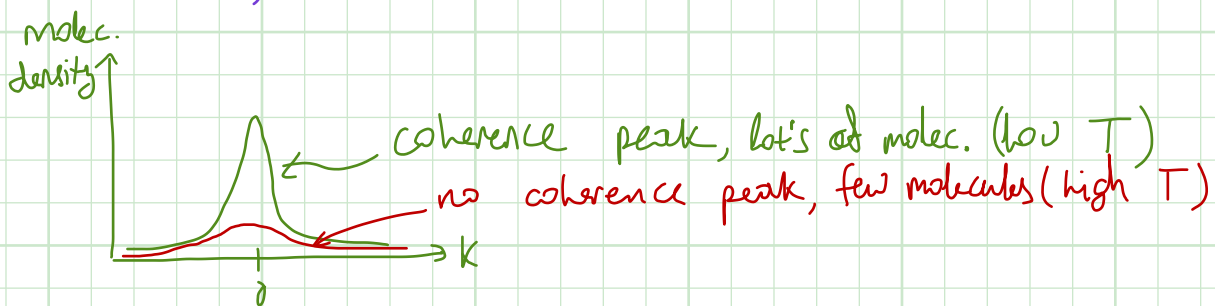 molec.
density
coherence peak, lot's of molec. (low T)
no coherence peak, few molecules (high T)
K
0